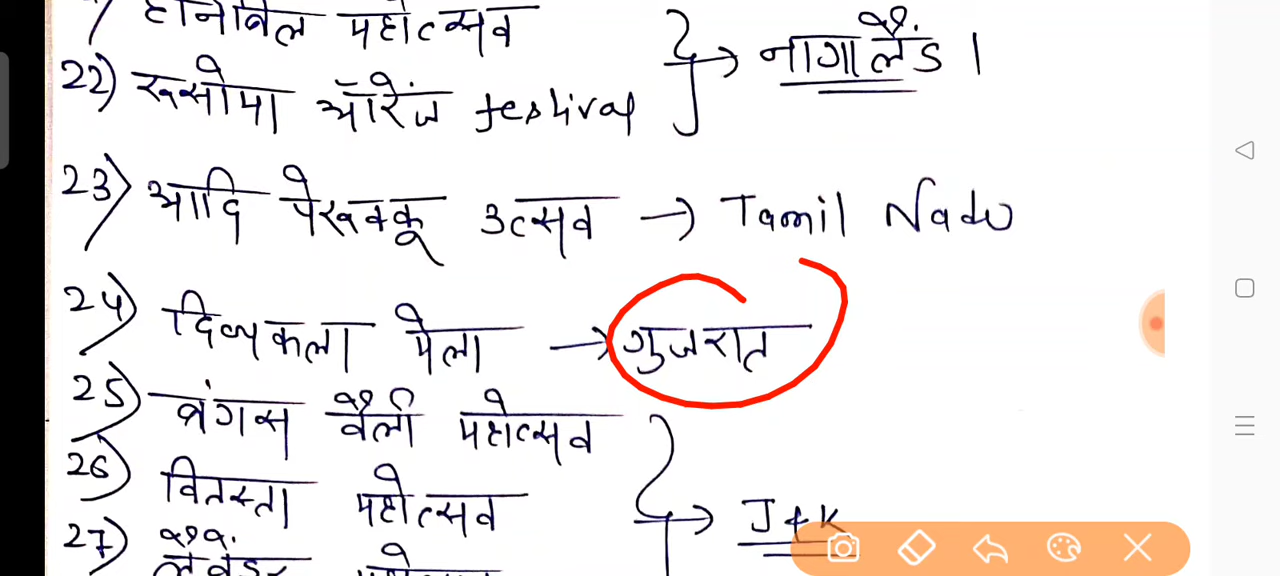 हॉर्नबिल महोत्सव
22) रूसोमा ऑरेंज festival → नागालैंड ।
23) आदि पेरुक्कू उत्सव → Tamil Nadu
24) दिव्यकला मेला → गुजरात
25) बंगस वैली महोत्सव
26) वितस्ता महोत्सव → J & K
27) लैवेंडर